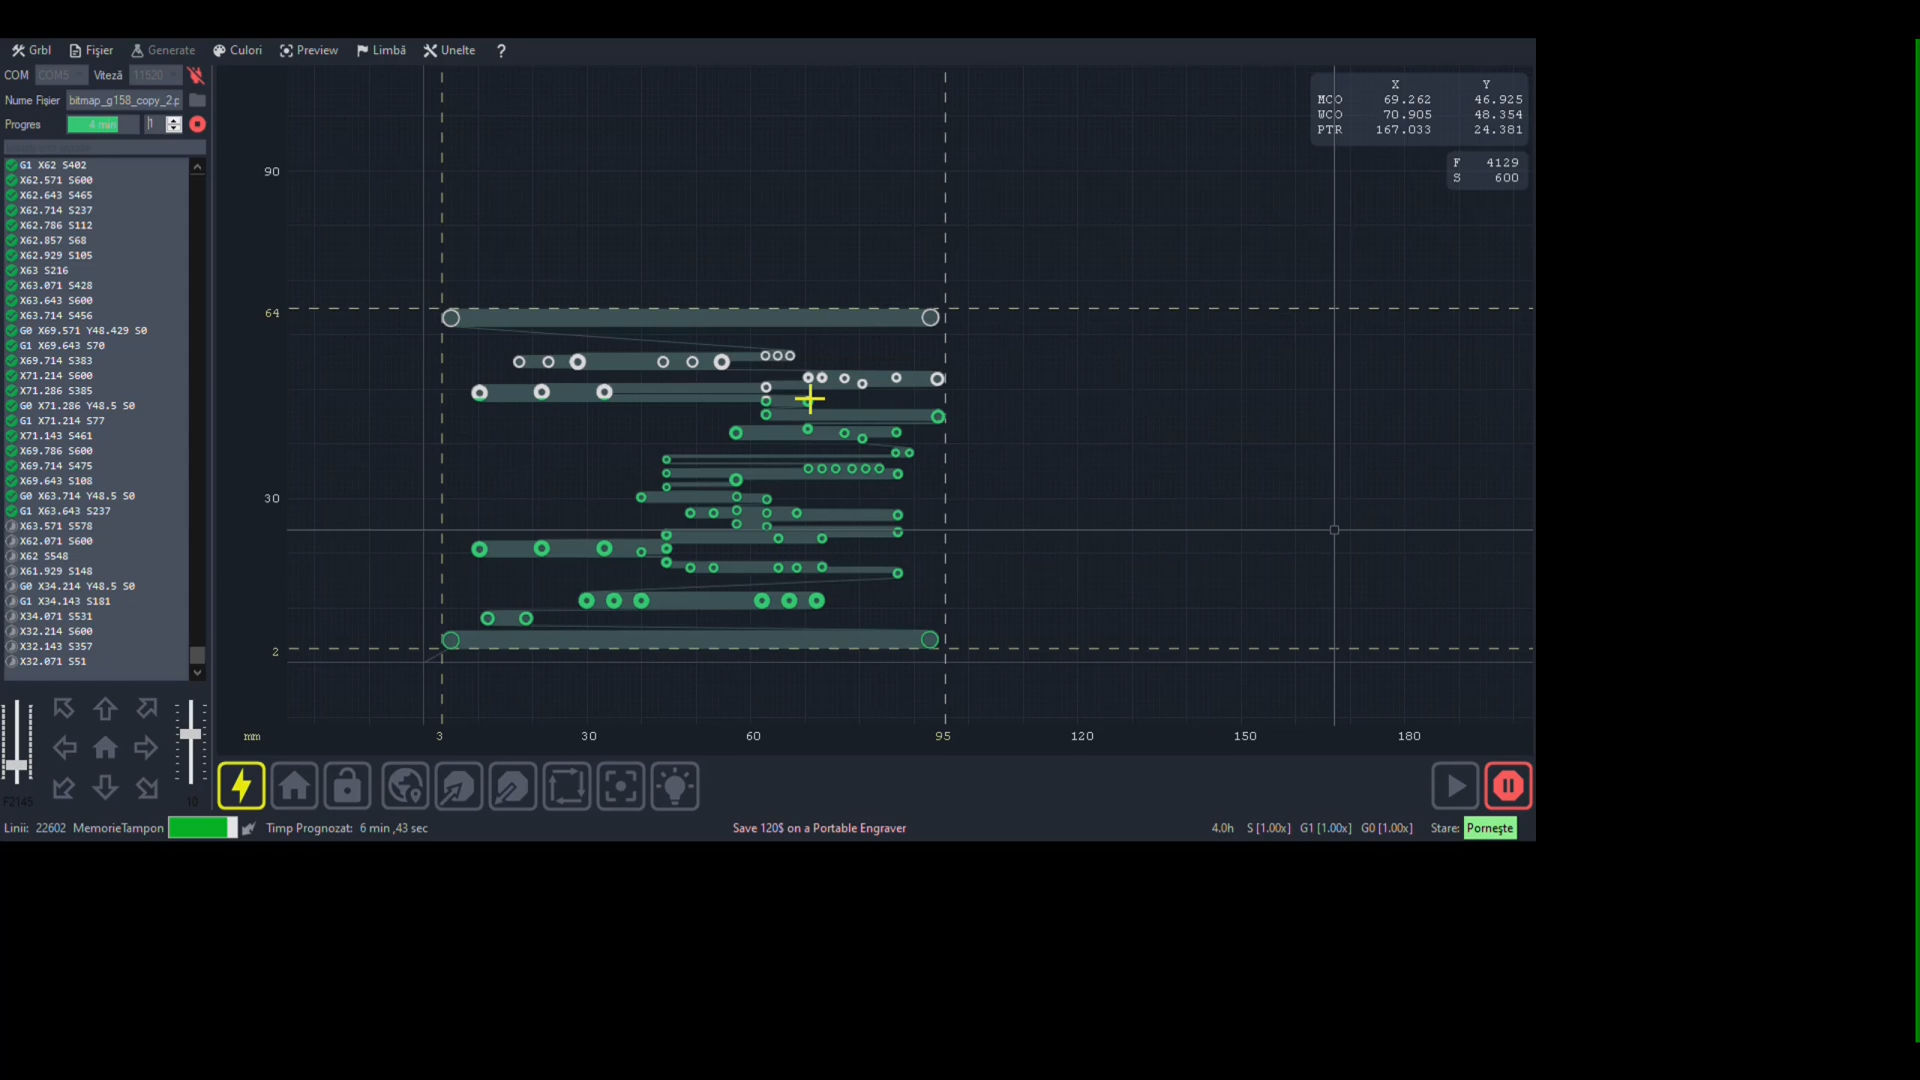 Grbl Fişier Generate Culori Preview Limbă Unelte ?
COM COM5 Viteză 11520
Nume Fişier bitmap_g158_copy_2.p
Progres 4 min 1
G1 X62 S402
X62.571 S600
X62.643 S465
X62.714 S237
X62.786 S112
X62.857 S68
X62.929 S105
X63 S216
X63.071 S428
X63.643 S600
X63.714 S456
G0 X69.571 Y48.429 S0
G1 X69.643 S70
X69.714 S383
X71.214 S600
X71.286 S385
G0 X71.286 Y48.5 S0
G1 X71.214 S77
X71.143 S461
X69.786 S600
X69.714 S475
X69.643 S108
G0 X63.714 Y48.5 S0
G1 X63.643 S237
X63.571 S578
X62.071 S600
X62 S548
X61.929 S148
G0 X34.214 Y48.5 S0
G1 X34.143 S181
X34.071 S531
X32.214 S600
X32.143 S357
X32.071 S51
F2145 10
X Y
MCO 69.262 46.925
WCO 70.905 48.354
PTR 167.033 24.381
F 4129
S 600
90
64
30
2
mm 3 30 60 95 120 150 180
Linii: 22602 MemorieTampon Timp Prognozat: 6 min ,43 sec Save 120$ on a Portable Engraver 4.0h S [1.00x] G1 [1.00x] G0 [1.00x] Stare: Porneşte